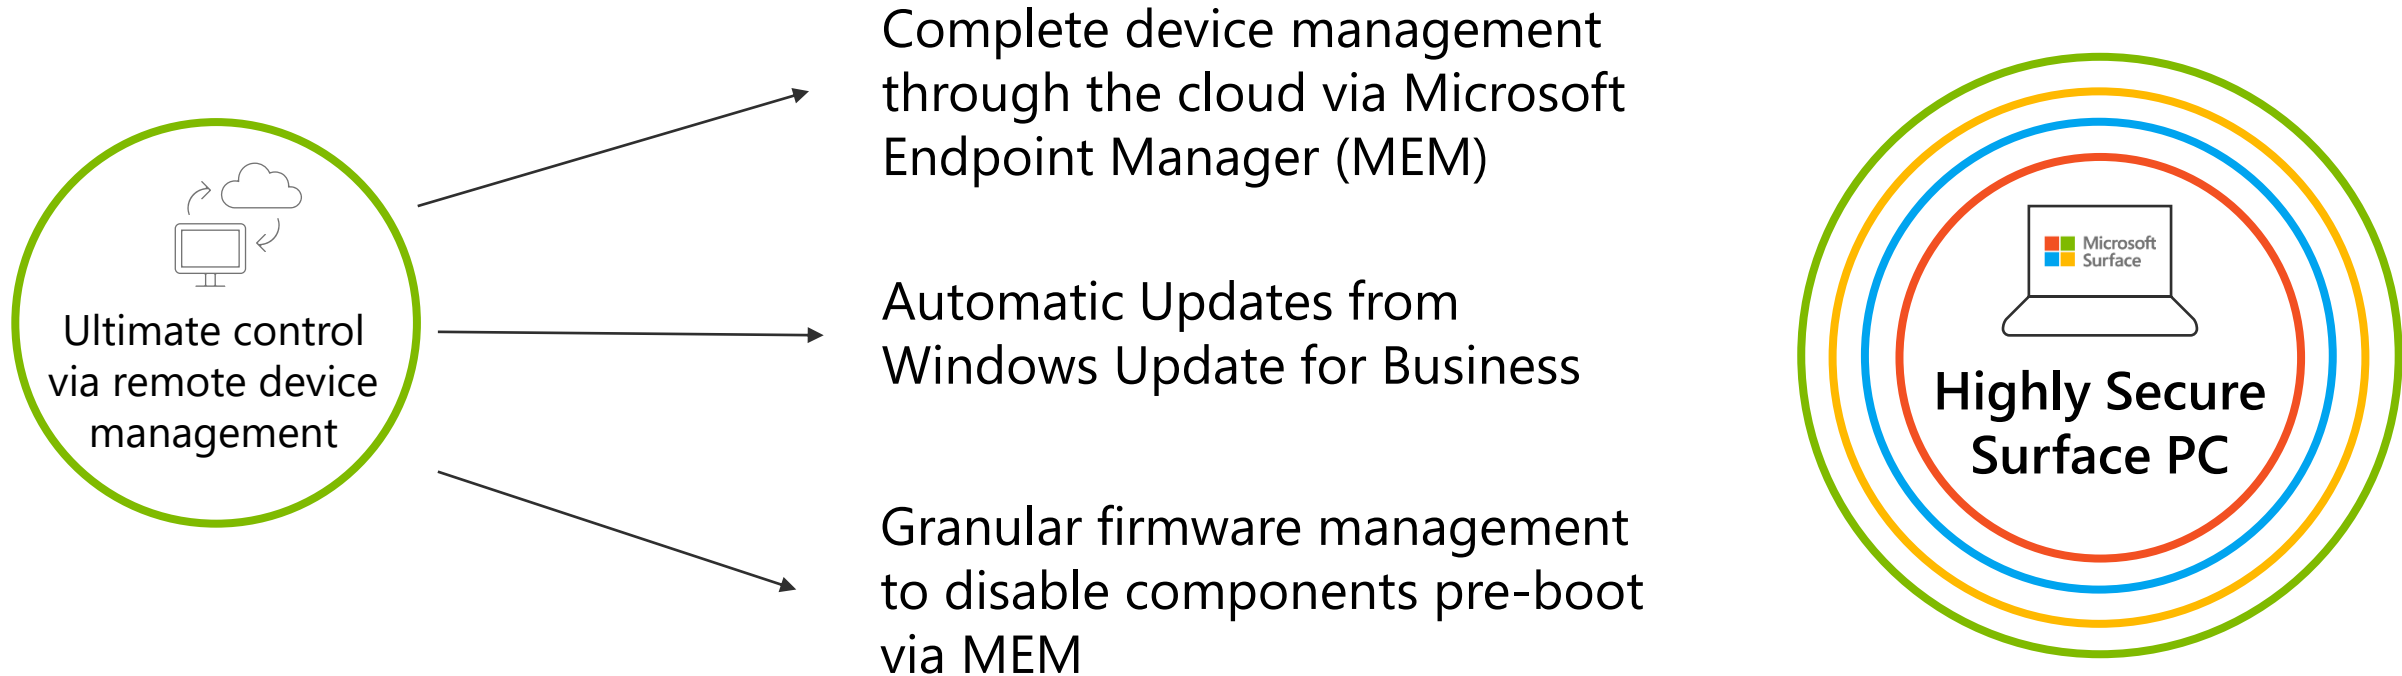 Ultimate control
via remote device
management
Complete device management
through the cloud via Microsoft
Endpoint Manager (MEM)
Automatic Updates from
Windows Update for Business
Granular firmware management
to disable components pre-boot
via MEM
Microsoft
Surface
Highly Secure
Surface PC